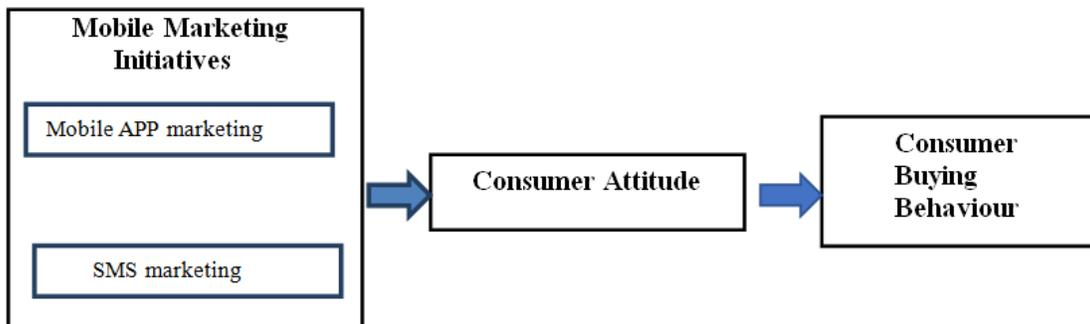 Mobile Marketing
Initiatives
Mobile APP marketing
SMS marketing
Consumer Attitude
Consumer
Buying
Behaviour